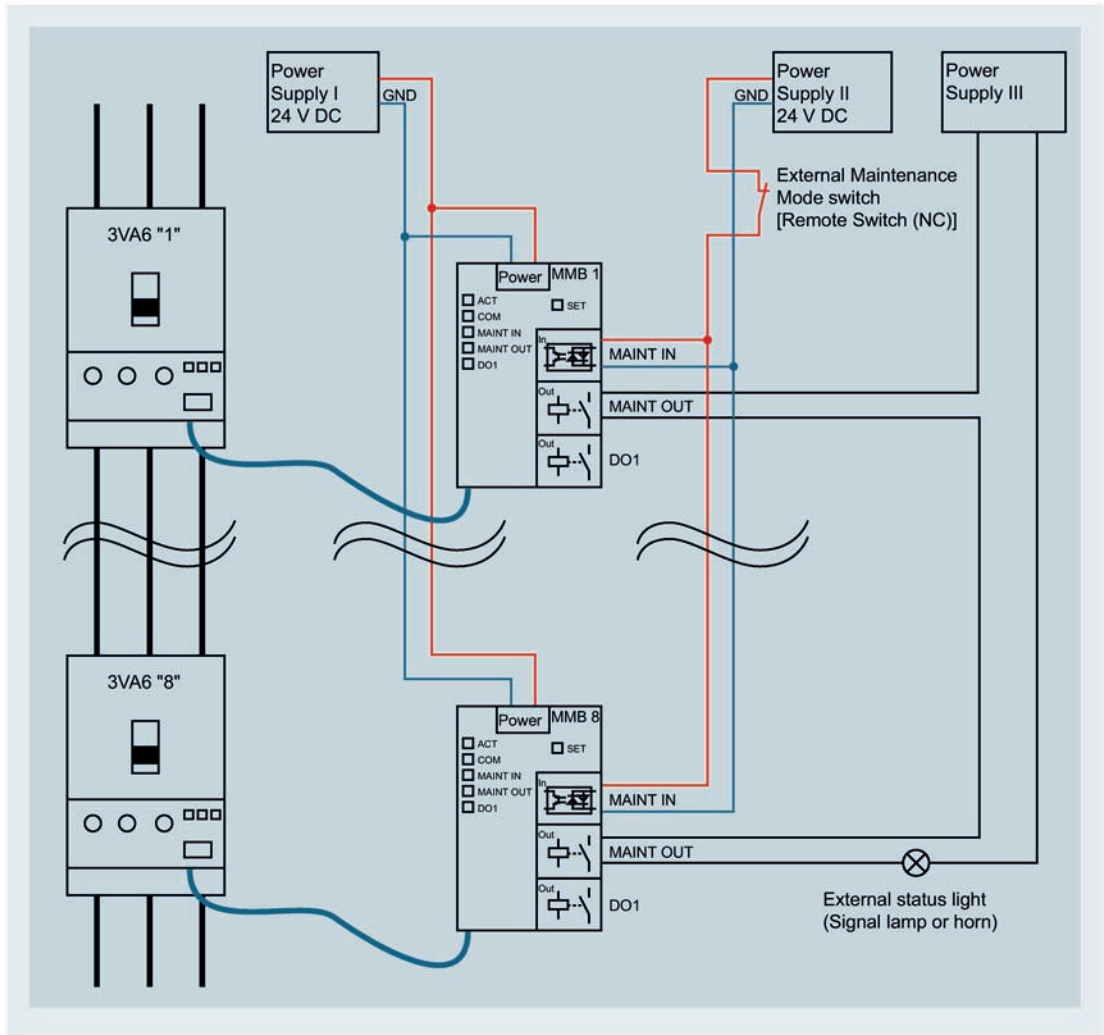 Power
Supply I
24 V DC
GND
GND
Power
Supply II
24 V DC
Power
Supply III
External Maintenance
Mode switch
[Remote Switch (NC)]
3VA6 "1"
Power
MMB 1
ACT
COM
MAINT IN
MAINT OUT
DO1
SET
In
MAINT IN
Out
MAINT OUT
Out
DO1
3VA6 "8"
Power
MMB 8
ACT
COM
MAINT IN
MAINT OUT
DO1
SET
In
MAINT IN
Out
MAINT OUT
Out
DO1
External status light
(Signal lamp or horn)